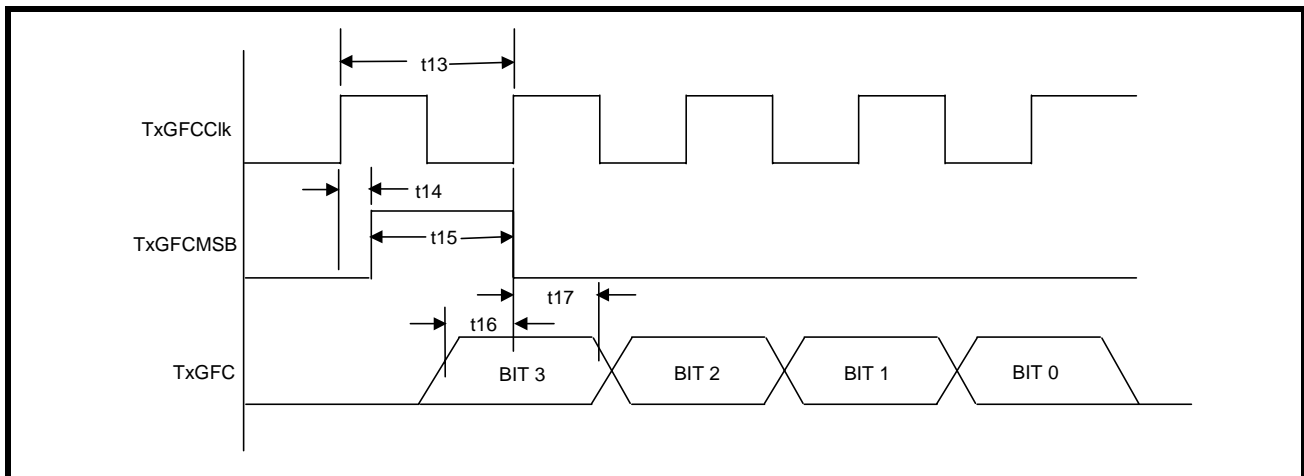 t13
TxGFCClk
t14
TxGFCMSB
t15
t17
t16
TxGFC
BIT 3
BIT 2
BIT 1
BIT 0